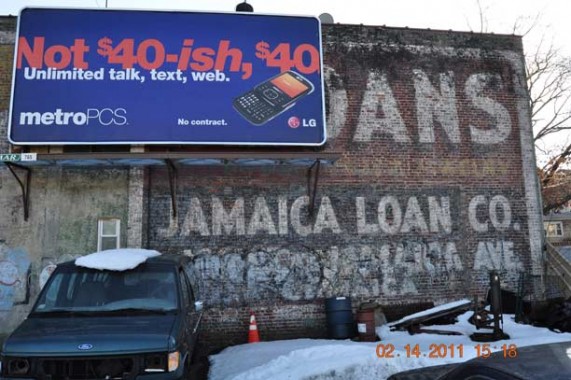 Not $40-ish, $40
Unlimited talk, text, web.
metroPCS.
No contract.
LG
OANS
JAMAICA LOAN CO.
JAMAICA AVE
02.14.2011 15:18